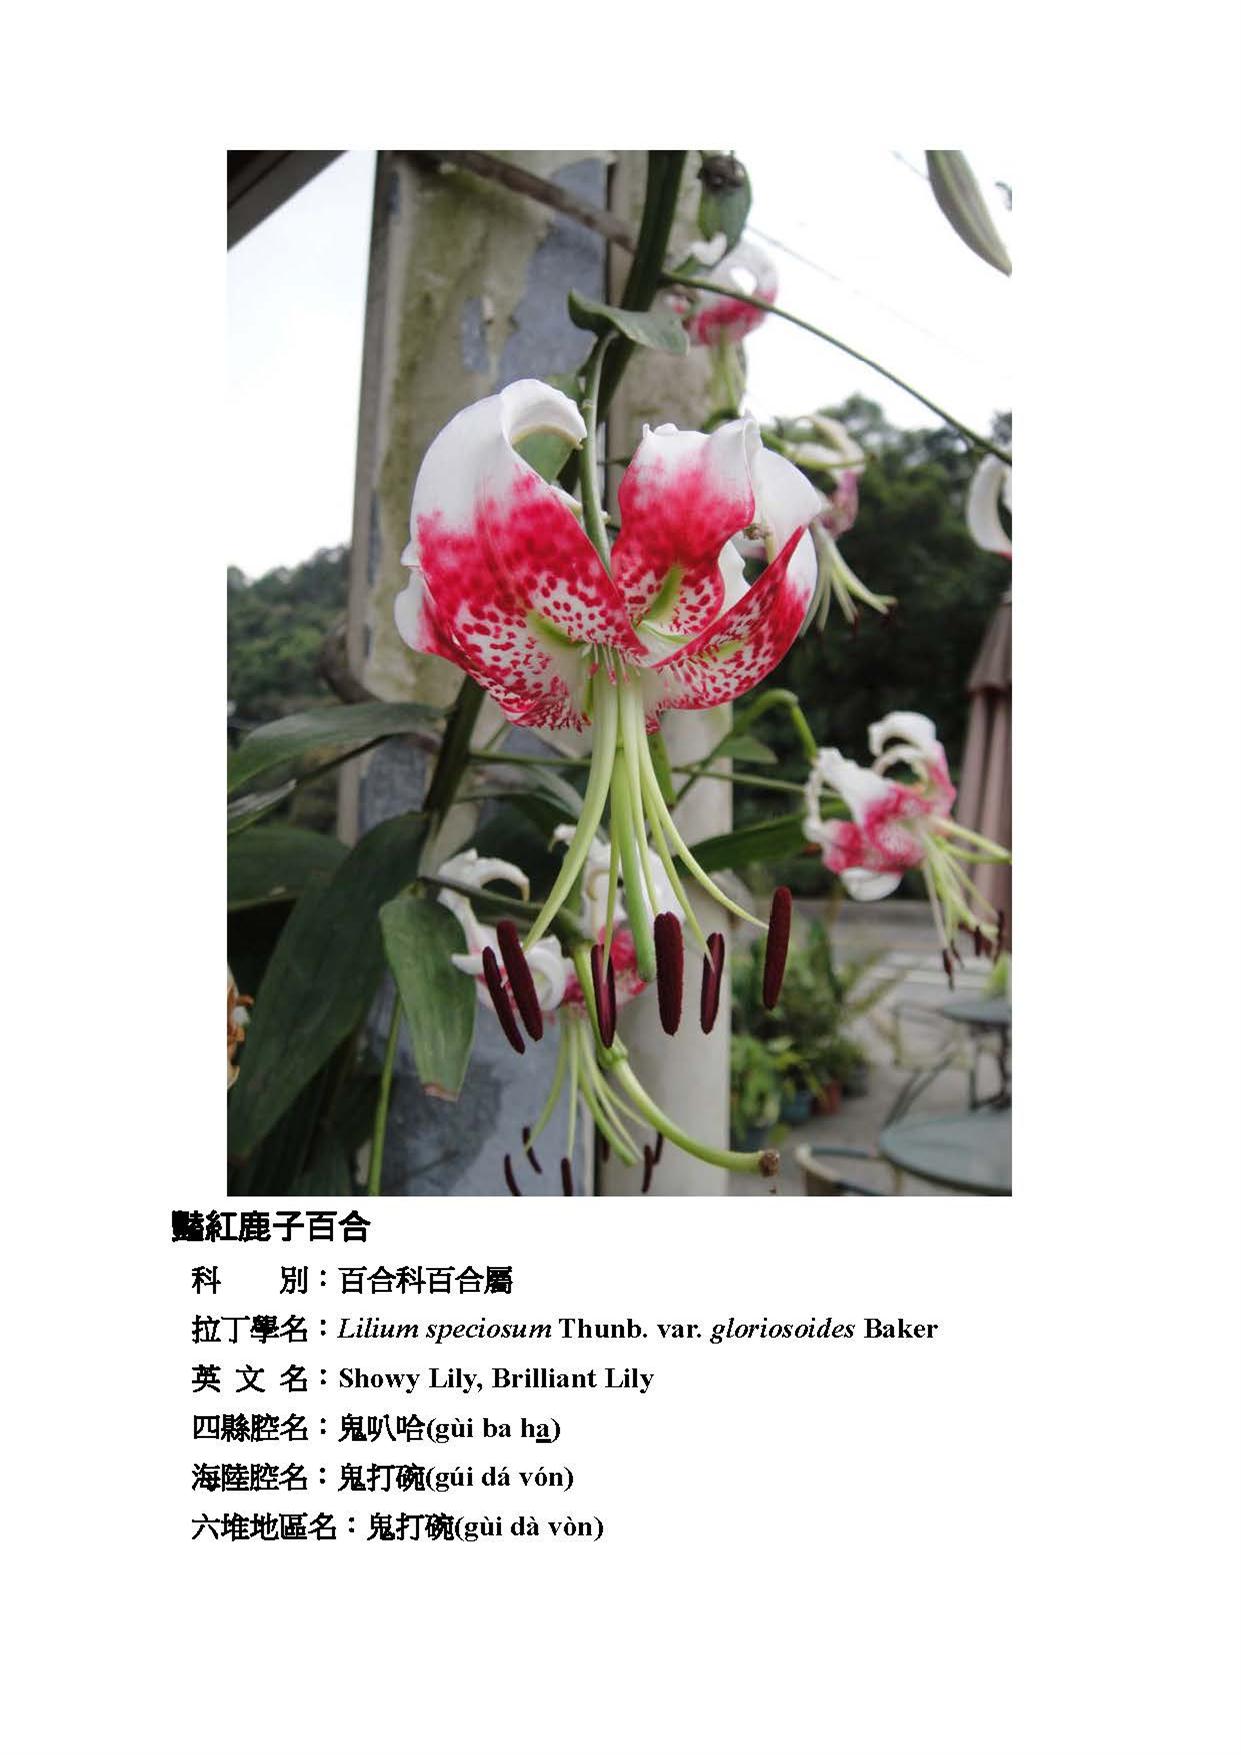 豔紅鹿子百合
科　　別：百合科百合屬
拉丁學名：Lilium speciosum Thunb. var. gloriosoides Baker
英 文 名：Showy Lily, Brilliant Lily
四縣腔名：鬼叭哈(gùi ba ha)
海陸腔名：鬼打碗(gúi dá vón)
六堆地區名：鬼打碗(gùi dà vòn)